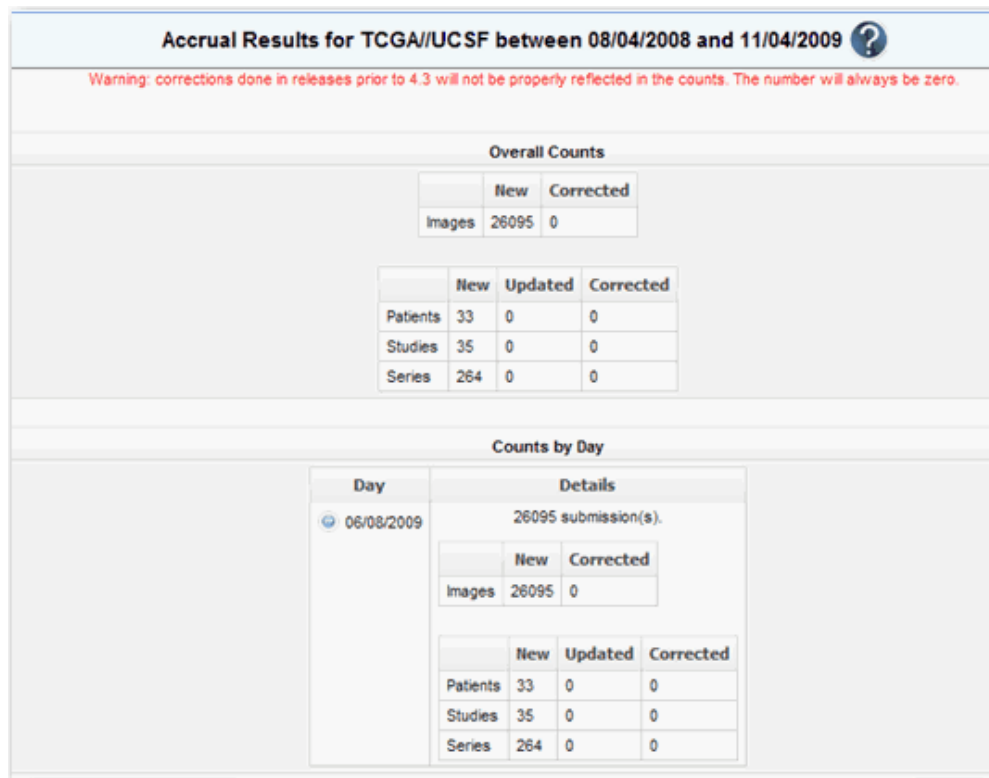 Accrual Results for TCGA//UCSF between 08/04/2008 and 11/04/2009 ?
Warning: corrections done in releases prior to 4.3 will not be properly reflected in the counts. The number will always be zero.
Overall Counts
New Corrected
Images 26095 0
New Updated Corrected
Patients 33 0 0
Studies 35 0 0
Series 264 0 0
Counts by Day
Day Details
06/08/2009 26095 submission(s).
New Corrected
Images 26095 0
New Updated Corrected
Patients 33 0 0
Studies 35 0 0
Series 264 0 0